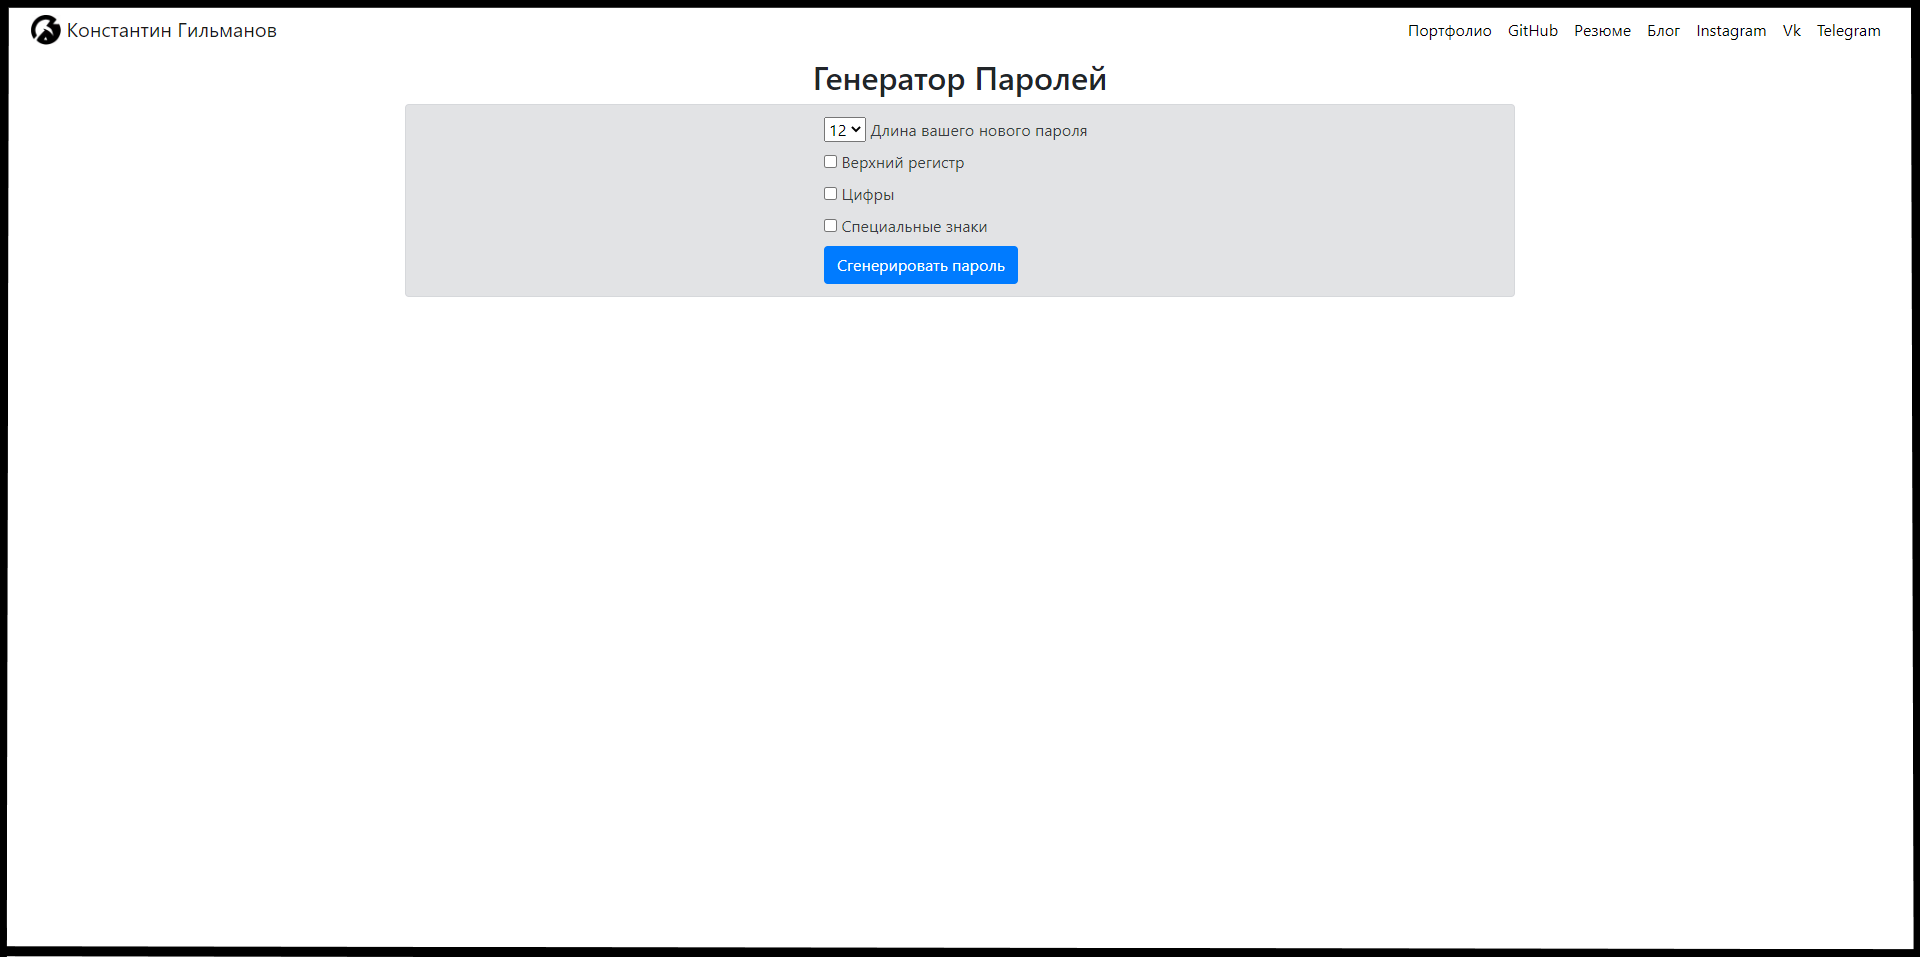 Константин Гильманов
Портфолио GitHub Резюме Блог Instagram Vk Telegram
Генератор Паролей
12 Длина вашего нового пароля
Верхний регистр
Цифры
Специальные знаки
Сгенерировать пароль